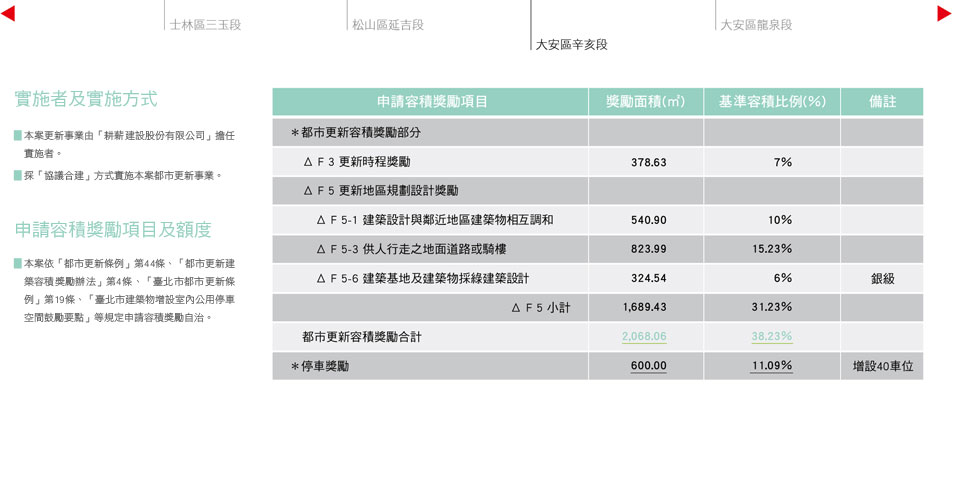 士林區三玉段
松山區延吉段
大安區辛亥段
大安區龍泉段
實施者及實施方式
本案更新事業由「耕薪建設股份有限公司」擔任
實施者。
採「協議合建」方式實施本案都市更新事業。
申請容積獎勵項目及額度
本案依「都市更新條例」第44條、「都市更新建
築容積獎勵辦法」第4條、「臺北市都市更新條
例」第19條、「臺北市建築物增設室內公用停車
空間鼓勵要點」等規定申請容積獎勵自治。
申請容積獎勵項目 獎勵面積(㎡) 基準容積比例(%) 備註
＊都市更新容積獎勵部分
Δ F 3 更新時程獎勵 378.63 7%
Δ F 5 更新地區規劃設計獎勵
Δ F 5-1 建築設計與鄰近地區建築物相互調和 540.90 10%
Δ F 5-3 供人行走之地面道路或騎樓 823.99 15.23%
Δ F 5-6 建築基地及建築物採綠建築設計 324.54 6% 銀級
Δ F 5 小計 1,689.43 31.23%
都市更新容積獎勵合計 2,068.06 38.23%
＊停車獎勵 600.00 11.09% 增設40車位